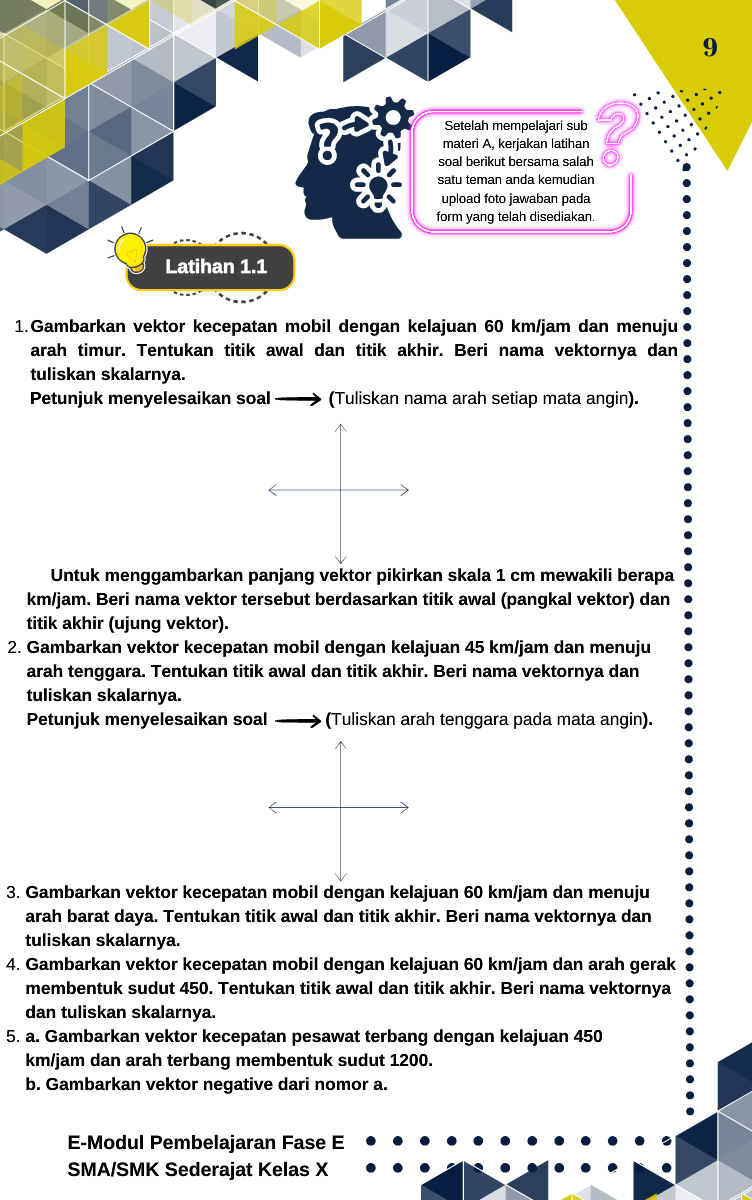 9
Setelah mempelajari sub
materi A, kerjakan latihan
soal berikut bersama salah
satu teman anda kemudian
upload foto jawaban pada
form yang telah disediakan.
Latihan 1.1
1. Gambarkan vektor kecepatan mobil dengan kelajuan 60 km/jam dan menuju
arah timur. Tentukan titik awal dan titik akhir. Beri nama vektornya dan
tuliskan skalarnya.
Petunjuk menyelesaikan soal (Tuliskan nama arah setiap mata angin).
Untuk menggambarkan panjang vektor pikirkan skala 1 cm mewakili berapa
km/jam. Beri nama vektor tersebut berdasarkan titik awal (pangkal vektor) dan
titik akhir (ujung vektor).
2. Gambarkan vektor kecepatan mobil dengan kelajuan 45 km/jam dan menuju
arah tenggara. Tentukan titik awal dan titik akhir. Beri nama vektornya dan
tuliskan skalarnya.
Petunjuk menyelesaikan soal (Tuliskan arah tenggara pada mata angin).
3. Gambarkan vektor kecepatan mobil dengan kelajuan 60 km/jam dan menuju
arah barat daya. Tentukan titik awal dan titik akhir. Beri nama vektornya dan
tuliskan skalarnya.
4. Gambarkan vektor kecepatan mobil dengan kelajuan 60 km/jam dan arah gerak
membentuk sudut 450. Tentukan titik awal dan titik akhir. Beri nama vektornya
dan tuliskan skalarnya.
5. a. Gambarkan vektor kecepatan pesawat terbang dengan kelajuan 450
km/jam dan arah terbang membentuk sudut 1200.
b. Gambarkan vektor negative dari nomor a.
E-Modul Pembelajaran Fase E
SMA/SMK Sederajat Kelas X